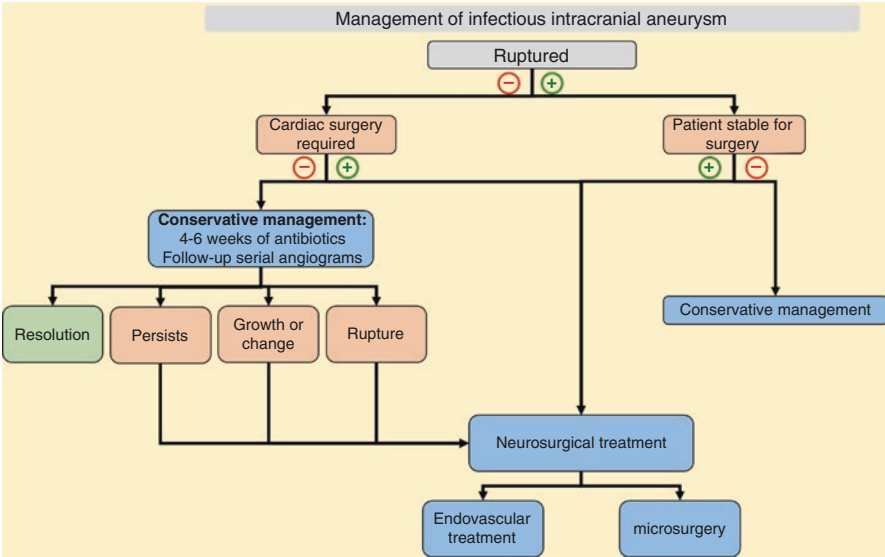 Management of infectious intracranial aneurysm
Ruptured
− +
Cardiac surgery
required
Patient stable for
surgery
− +
+ −
Conservative management:
4-6 weeks of antibiotics
Follow-up serial angiograms
Conservative management
Resolution
Persists
Growth or
change
Rupture
Neurosurgical treatment
Endovascular
treatment
microsurgery